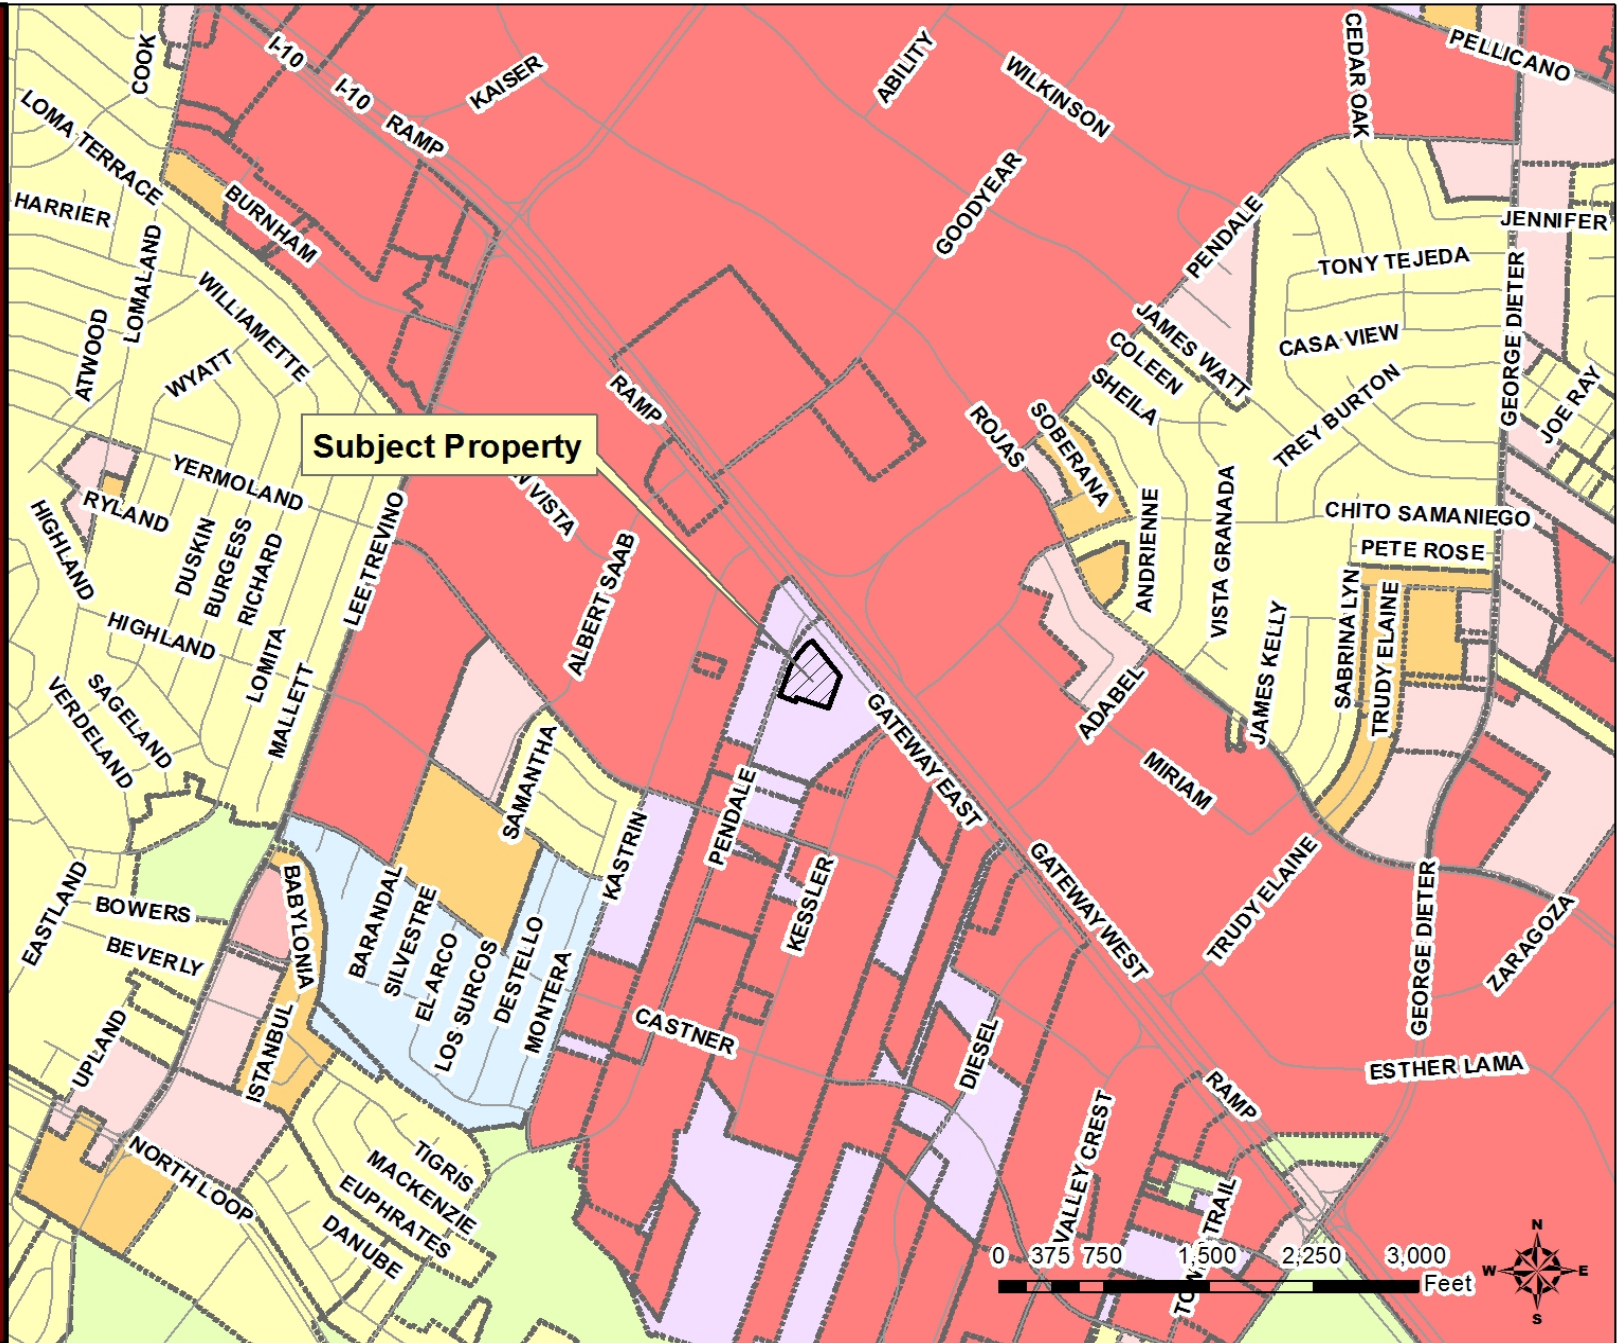 COOK
I-10
I-10
RAMP
KAISER
ABILITY
WILKINSON
CEDAR OAK
PELLICANO
LOMA TERRACE
HARRIER
BURNHAM
LOMALAND
ATWOOD
WILLIAMETTE
WYATT
GOODYEAR
PENDALE
JENNIFER
TONY TEJEDA
GEORGE DIETER
CASA VIEW
JAMES WATT
COLEEN
SHEILA
TREY BURTON
JOE RAY
RAMP
ROJAS
SOBERANA
Subject Property
VISTA
YERMOLAND
RYLAND
HIGHLAND
DUSKIN
BURGESS
RICHARD
LEETREVINO
ALBERT SAAB
ANDRIENNE
VISTA GRANADA
CHITO SAMANIEGO
PETE ROSE
SABRINA LYN
TRUDY ELAINE
JAMES KELLY
HIGHLAND
LOMITA
MALLETT
SAGELAND
VERDELAND
GATEWAY EAST
ADABEL
MIRIAM
SAMANTHA
KASTRIN
PENDALE
KESSLER
GATEWAY WEST
TRUDY ELAINE
GEORGE DIETER
ZARAGOZA
EASTLAND
BOWERS
BEVERLY
BABYLONIA
BARANDAL
SILVESTRE
EL ARCO
LOS SURCOS
DESTELLO
MONTERA
CASTNER
DIESEL
ISTANBUL
UPLAND
ESTHER LAMA
RAMP
VALLEY CREST
TRAIL
NORTH LOOP
TIGRIS
MACKENZIE
EUPHRATES
DANUBE
0 375 750 1,500 2,250 3,000
Feet
N
W E
S